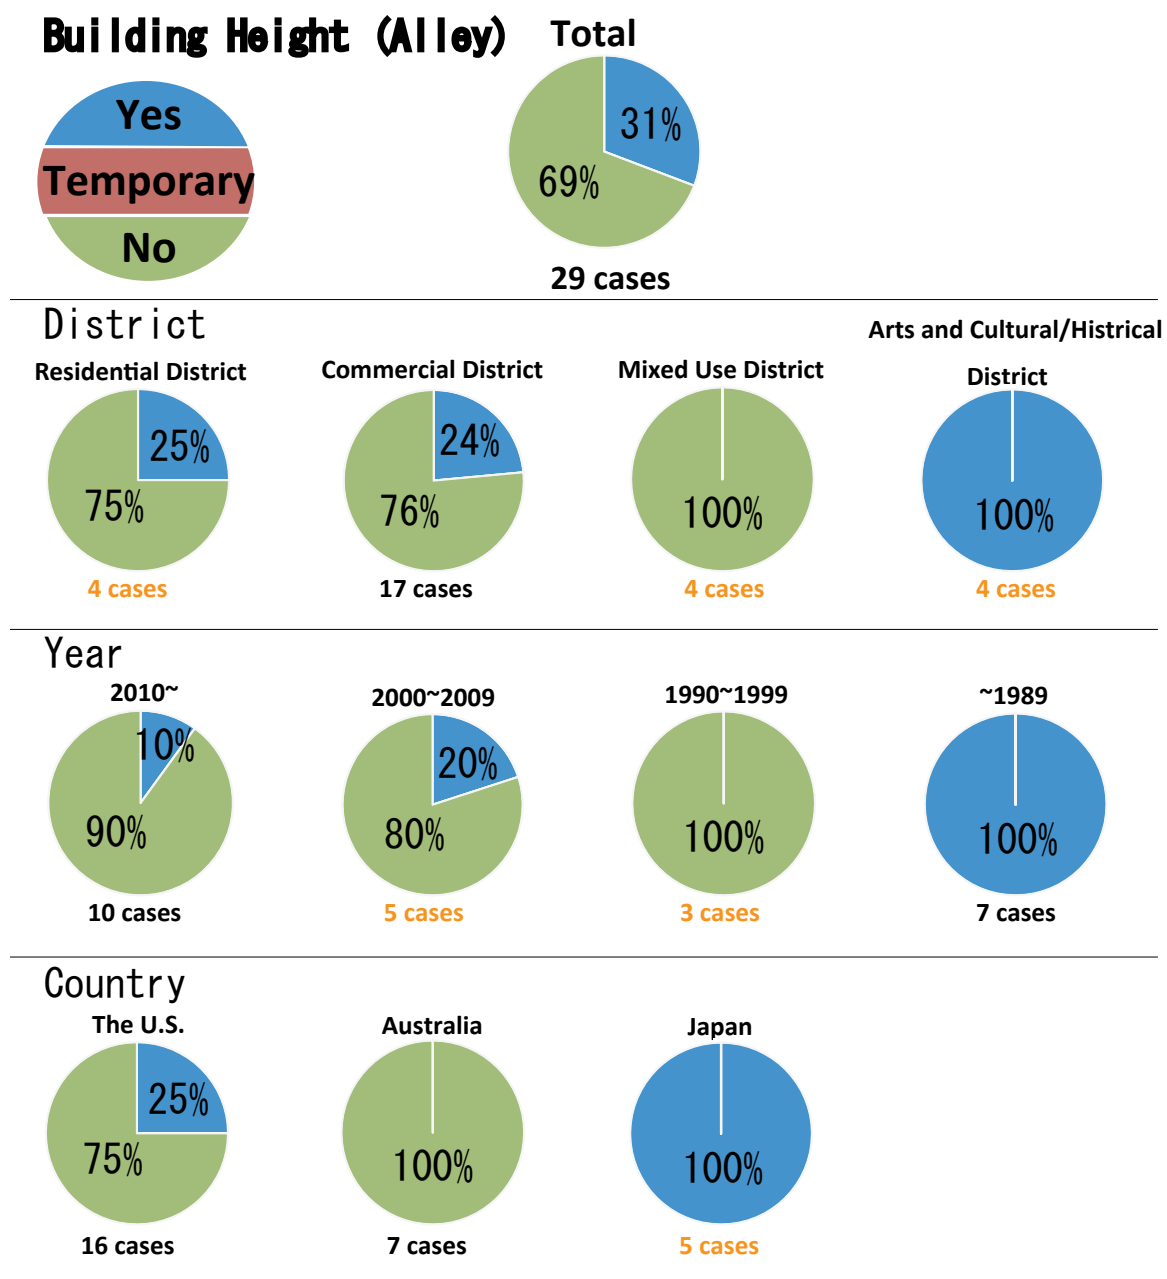 Building Height (Alley)
Total
Yes
Temporary
No
31%
69%
29 cases
District
Residential District
Commercial District
Mixed Use District
Arts and Cultural/Histrical
District
25%
75%
24%
76%
100%
100%
4 cases
17 cases
4 cases
4 cases
Year
2010~
2000~2009
1990~1999
~1989
10%
90%
20%
80%
100%
100%
10 cases
5 cases
3 cases
7 cases
Country
The U.S.
Australia
Japan
25%
75%
100%
100%
16 cases
7 cases
5 cases